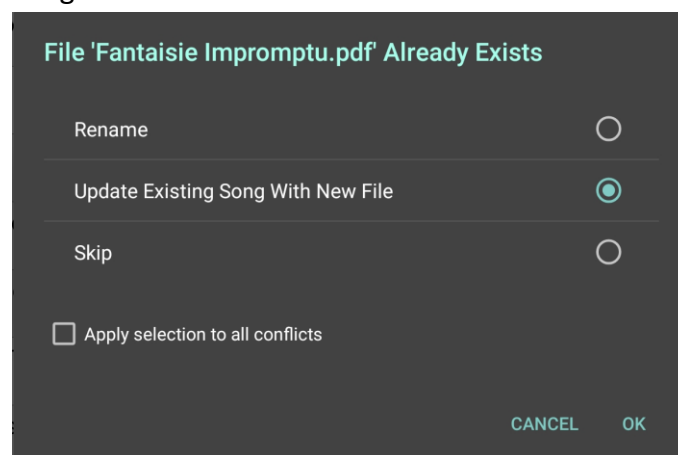 File 'Fantaisie Impromptu.pdf' Already Exists
Rename
Update Existing Song With New File
Skip
Apply selection to all conflicts
CANCEL OK